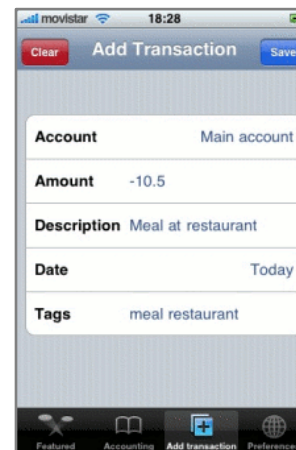 movistar 18:28
Clear Add Transaction Save
Account Main account
Amount -10.5
Description Meal at restaurant
Date Today
Tags meal restaurant
Featured Accounting Add transaction Preferences